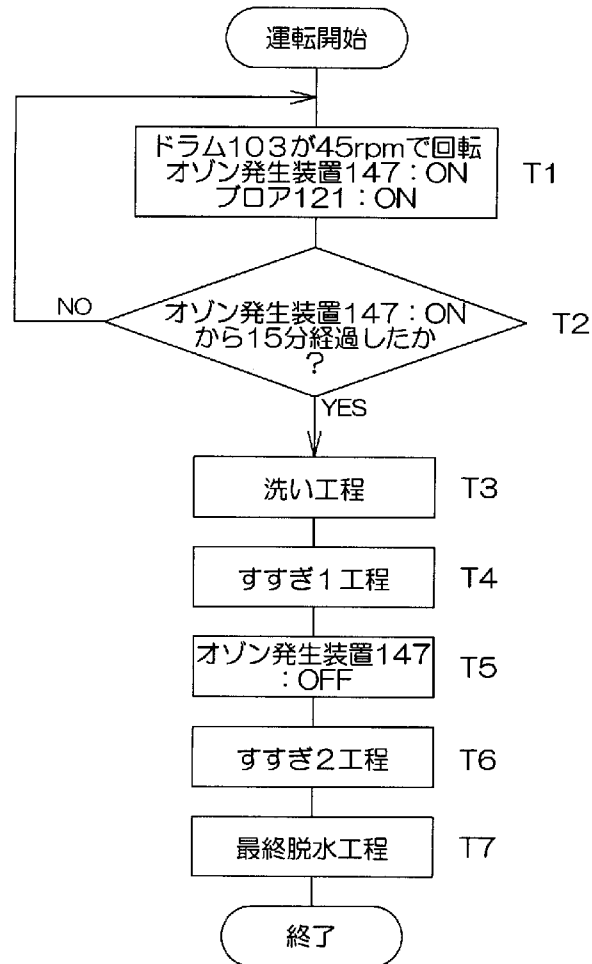 運転開始
ドラム103が45rpmで回転
オゾン発生装置147：ON
ブロア121：ON
T1
オゾン発生装置147：ON
から15分経過したか
?
T2
NO
YES
洗い工程
T3
すすぎ1工程
T4
オゾン発生装置147
：OFF
T5
すすぎ2工程
T6
最終脱水工程
T7
終了